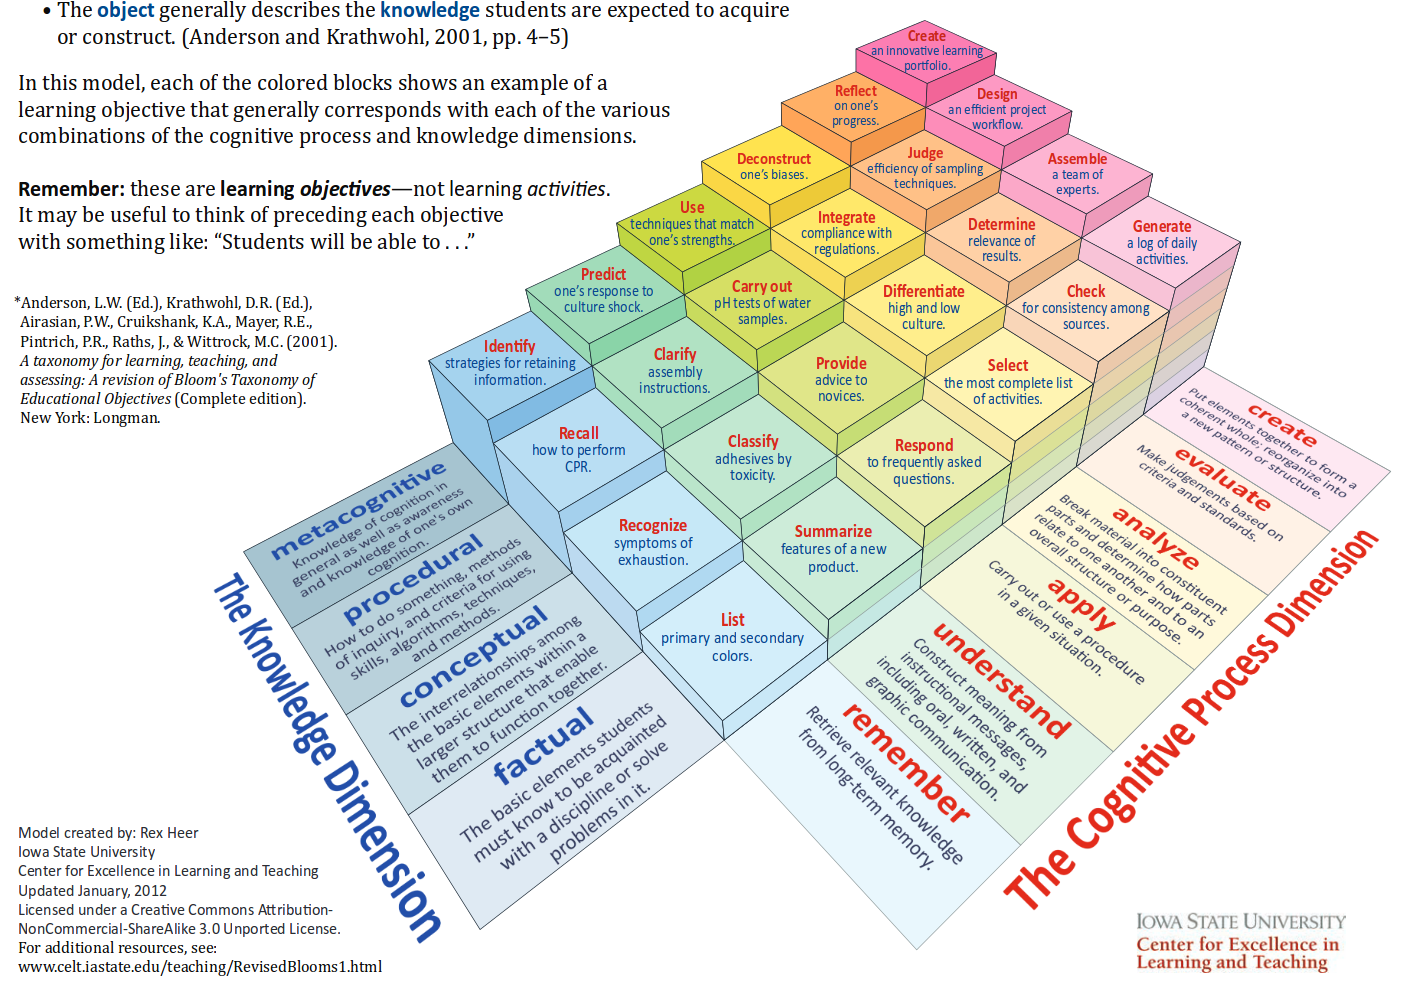 • The object generally describes the knowledge students are expected to acquire
or construct. (Anderson and Krathwohl, 2001, pp. 4–5)
In this model, each of the colored blocks shows an example of a
learning objective that generally corresponds with each of the various
combinations of the cognitive process and knowledge dimensions.
Remember: these are learning objectives—not learning activities.
It may be useful to think of preceding each objective
with something like: “Students will be able to . . .”
*Anderson, L.W. (Ed.), Krathwohl, D.R. (Ed.),
Airasian, P.W., Cruikshank, K.A., Mayer, R.E.,
Pintrich, P.R., Raths, J., & Wittrock, M.C. (2001).
A taxonomy for learning, teaching, and
assessing: A revision of Bloom's Taxonomy of
Educational Objectives (Complete edition).
New York: Longman.
Create
an innovative learning
portfolio.
Reflect
on one’s
progress.
Design
an efficient project
workflow.
Deconstruct
one’s biases.
Judge
efficiency of sampling
techniques.
Assemble
a team of
experts.
Use
techniques that match
one’s strengths.
Integrate
compliance with
regulations.
Determine
relevance of
results.
Generate
a log of daily
activities.
Predict
one’s response to
culture shock.
Carry out
pH tests of water
samples.
Differentiate
high and low
culture.
Check
for consistency among
sources.
Identify
strategies for retaining
information.
Clarify
assembly
instructions.
Provide
advice to
novices.
Select
the most complete list
of activities.
Recall
how to perform
CPR.
Classify
adhesives by
toxicity.
Respond
to frequently asked
questions.
Recognize
symptoms of
exhaustion.
Summarize
features of a new
product.
List
primary and secondary
colors.
metacognitive
Knowledge of cognition in
general as well as awareness
and knowledge of one’s own
cognition.
procedural
How to do something, methods
of inquiry, and criteria for using
skills, algorithms, techniques,
and methods.
conceptual
The interrelationships among
the basic elements within a
larger structure that enable
them to function together.
factual
The basic elements students
must know to be acquainted
with a discipline or solve
problems in it.
The Knowledge Dimension
create
Put elements together to form a
coherent whole; reorganize into
a new pattern or structure.
evaluate
Make judgements based on
criteria and standards.
analyze
Break material into constituent
parts and determine how parts
relate to one another and to an
overall structure or purpose.
apply
Carry out or use a procedure
in a given situation.
understand
Construct meaning from
instructional messages,
including oral, written, and
graphic communication.
remember
Retrieve relevant knowledge
from long-term memory.
The Cognitive Process Dimension
Model created by: Rex Heer
Iowa State University
Center for Excellence in Learning and Teaching
Updated January, 2012
Licensed under a Creative Commons Attribution-
NonCommercial-ShareAlike 3.0 Unported License.
For additional resources, see:
www.celt.iastate.edu/teaching/RevisedBlooms1.html
IOWA STATE UNIVERSITY
Center for Excellence in
Learning and Teaching